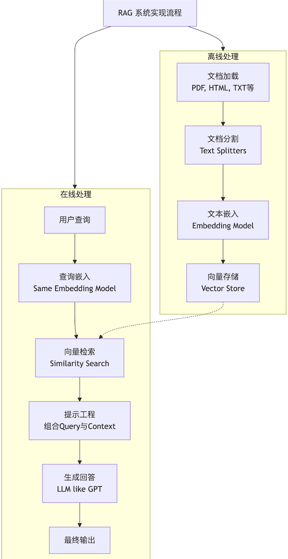 RAG 系统实现流程
离线处理
文档加载
PDF, HTML, TXT等
文档分割
Text Splitters
文本嵌入
Embedding Model
向量存储
Vector Store
在线处理
用户查询
查询嵌入
Same Embedding Model
向量检索
Similarity Search
提示工程
组合Query与Context
生成回答
LLM like GPT
最终输出